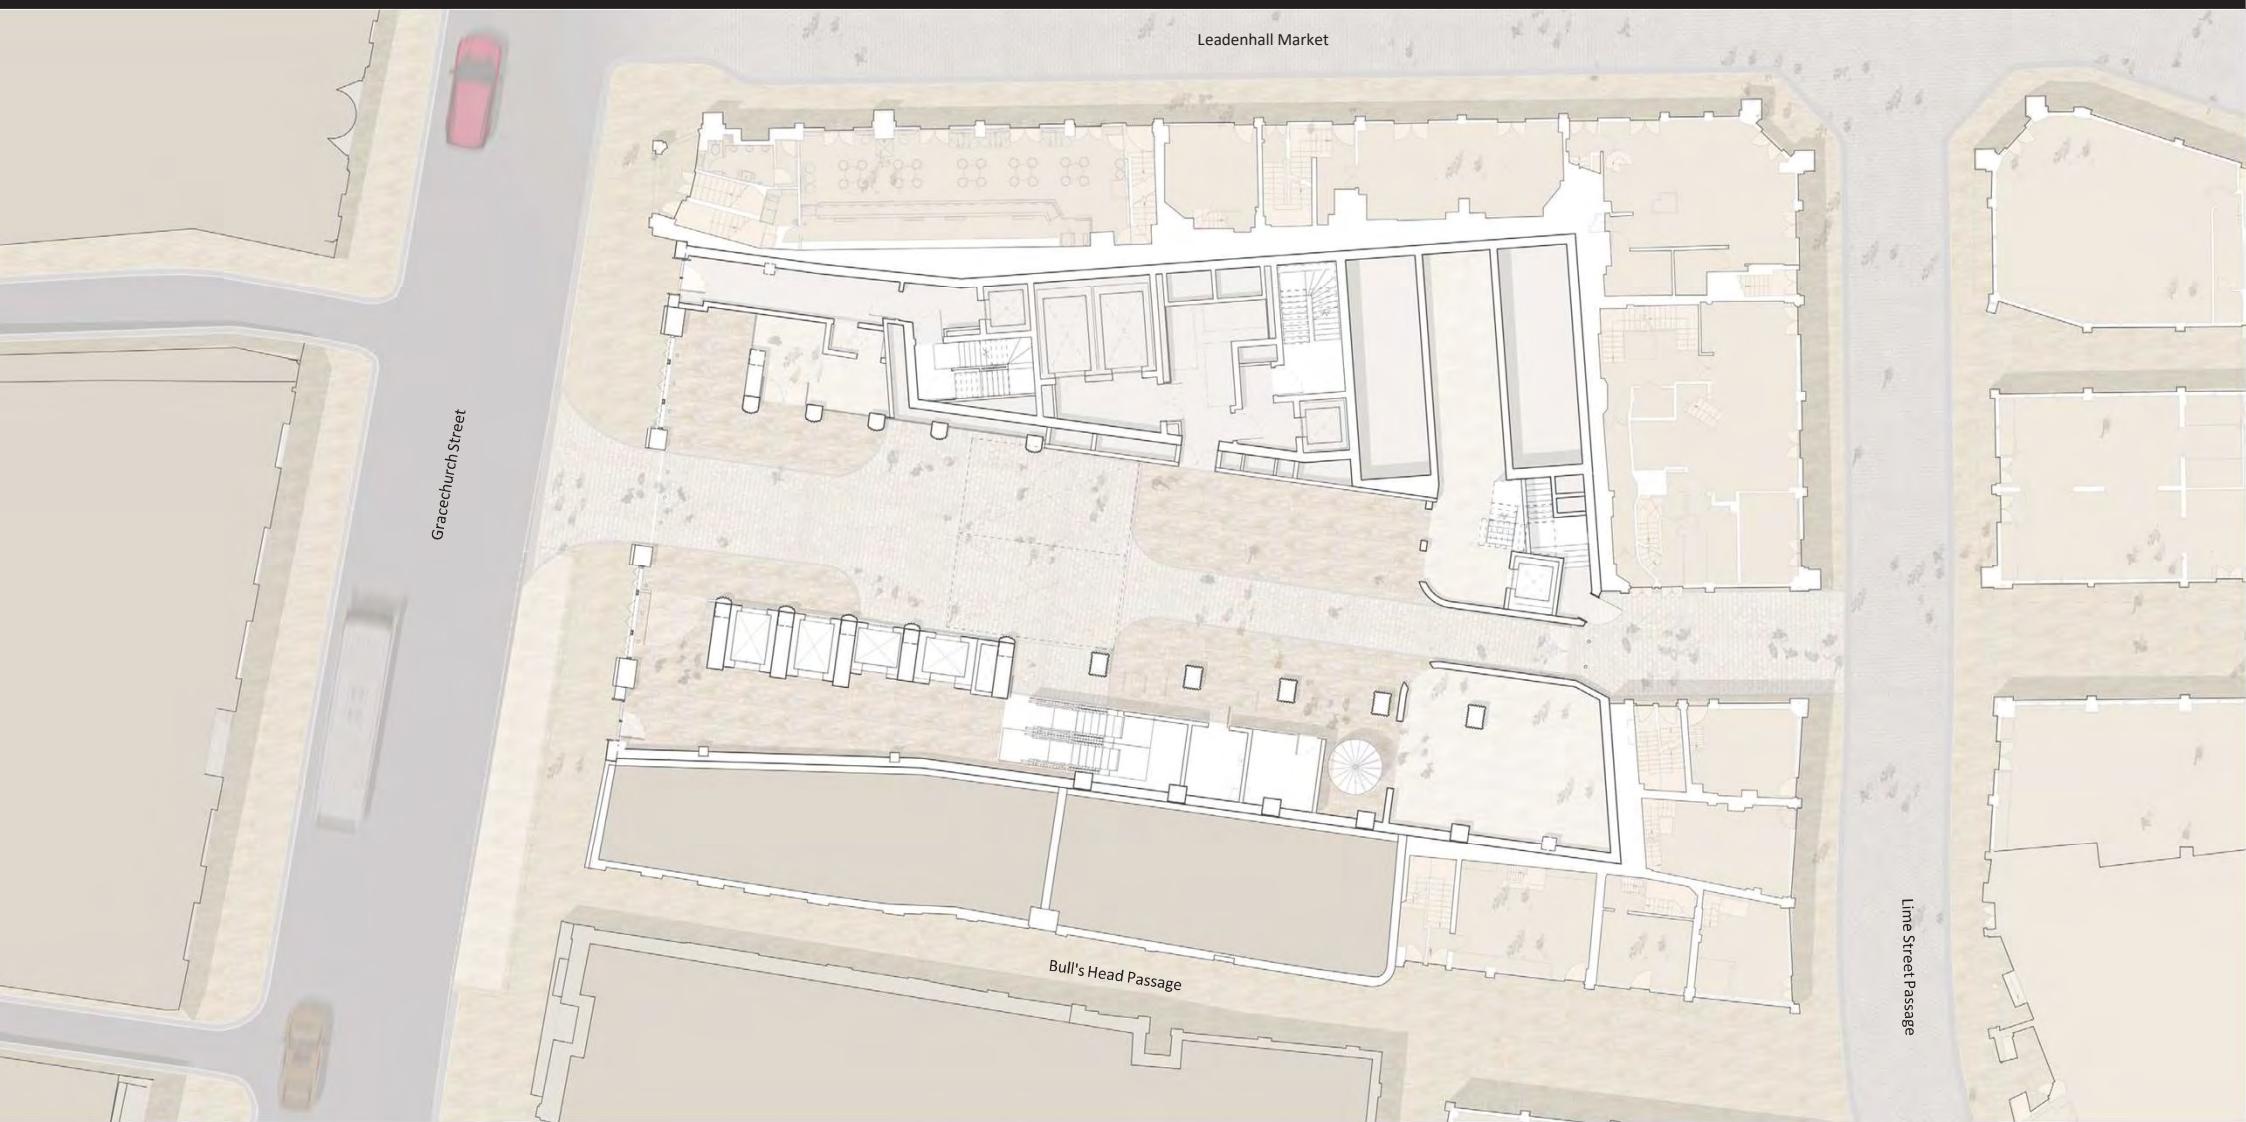 Leadenhall Market
Gracechurch Street
Bull's Head Passage
Lime Street Passage